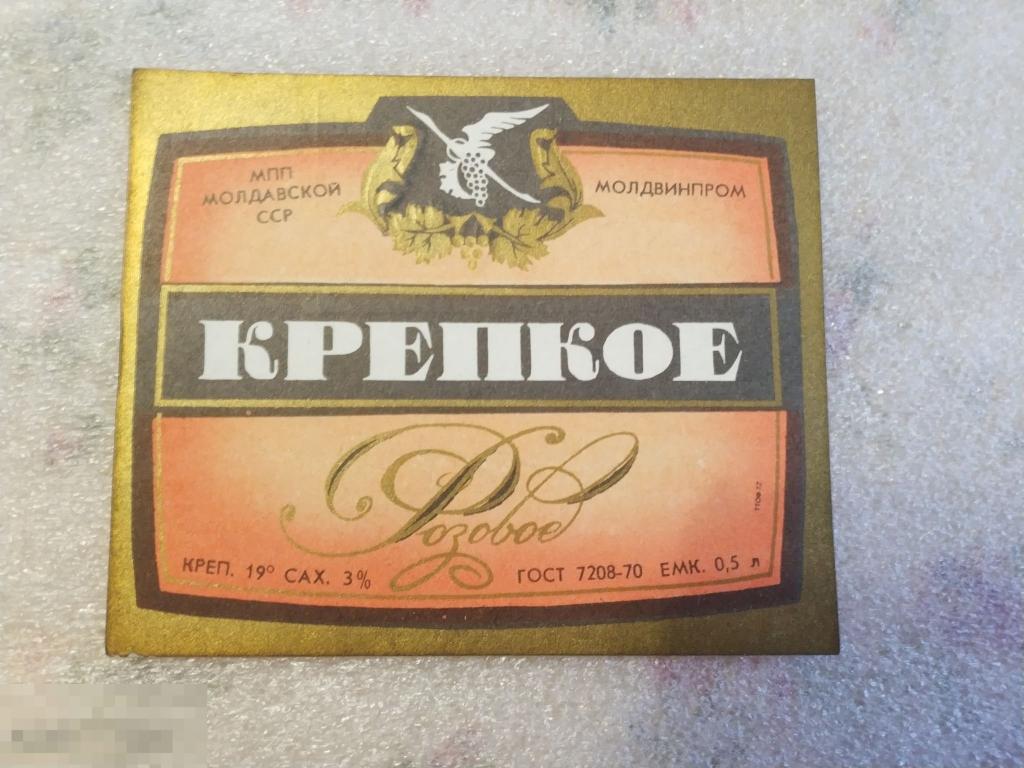 МПП
МОЛДАВСКОЙ
ССР
МОЛДВИНПРОМ
КРЕПКОЕ
Розовое
КРЕП. 19° САХ. 3%
ГОСТ 7208-70 ЕМК. 0,5 л